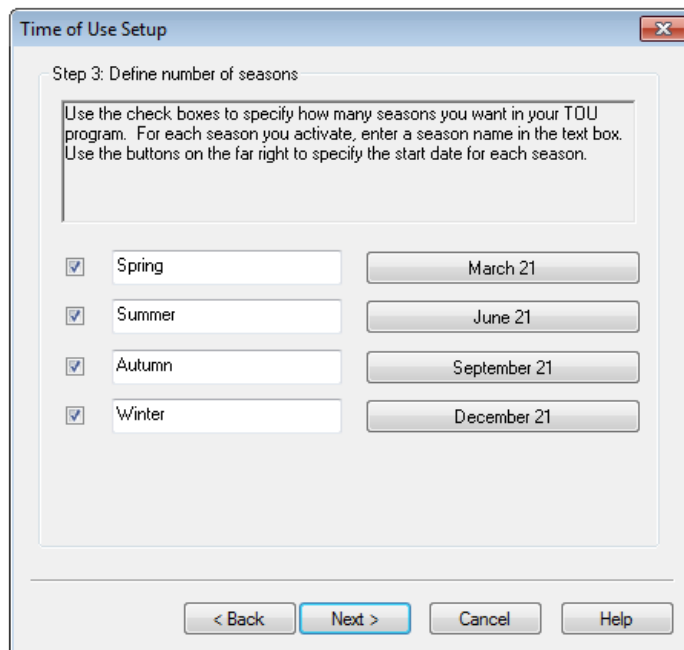 Time of Use Setup
Step 3: Define number of seasons
Use the check boxes to specify how many seasons you want in your TOU
program. For each season you activate, enter a season name in the text box.
Use the buttons on the far right to specify the start date for each season.
Spring March 21
Summer June 21
Autumn September 21
Winter December 21
< Back Next > Cancel Help